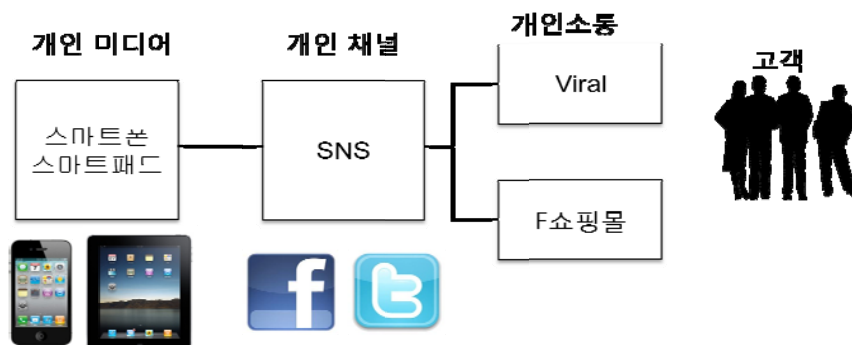 개인 미디어
개인 채널
개인소통
고객
스마트폰
스마트패드
SNS
Viral
F쇼핑몰